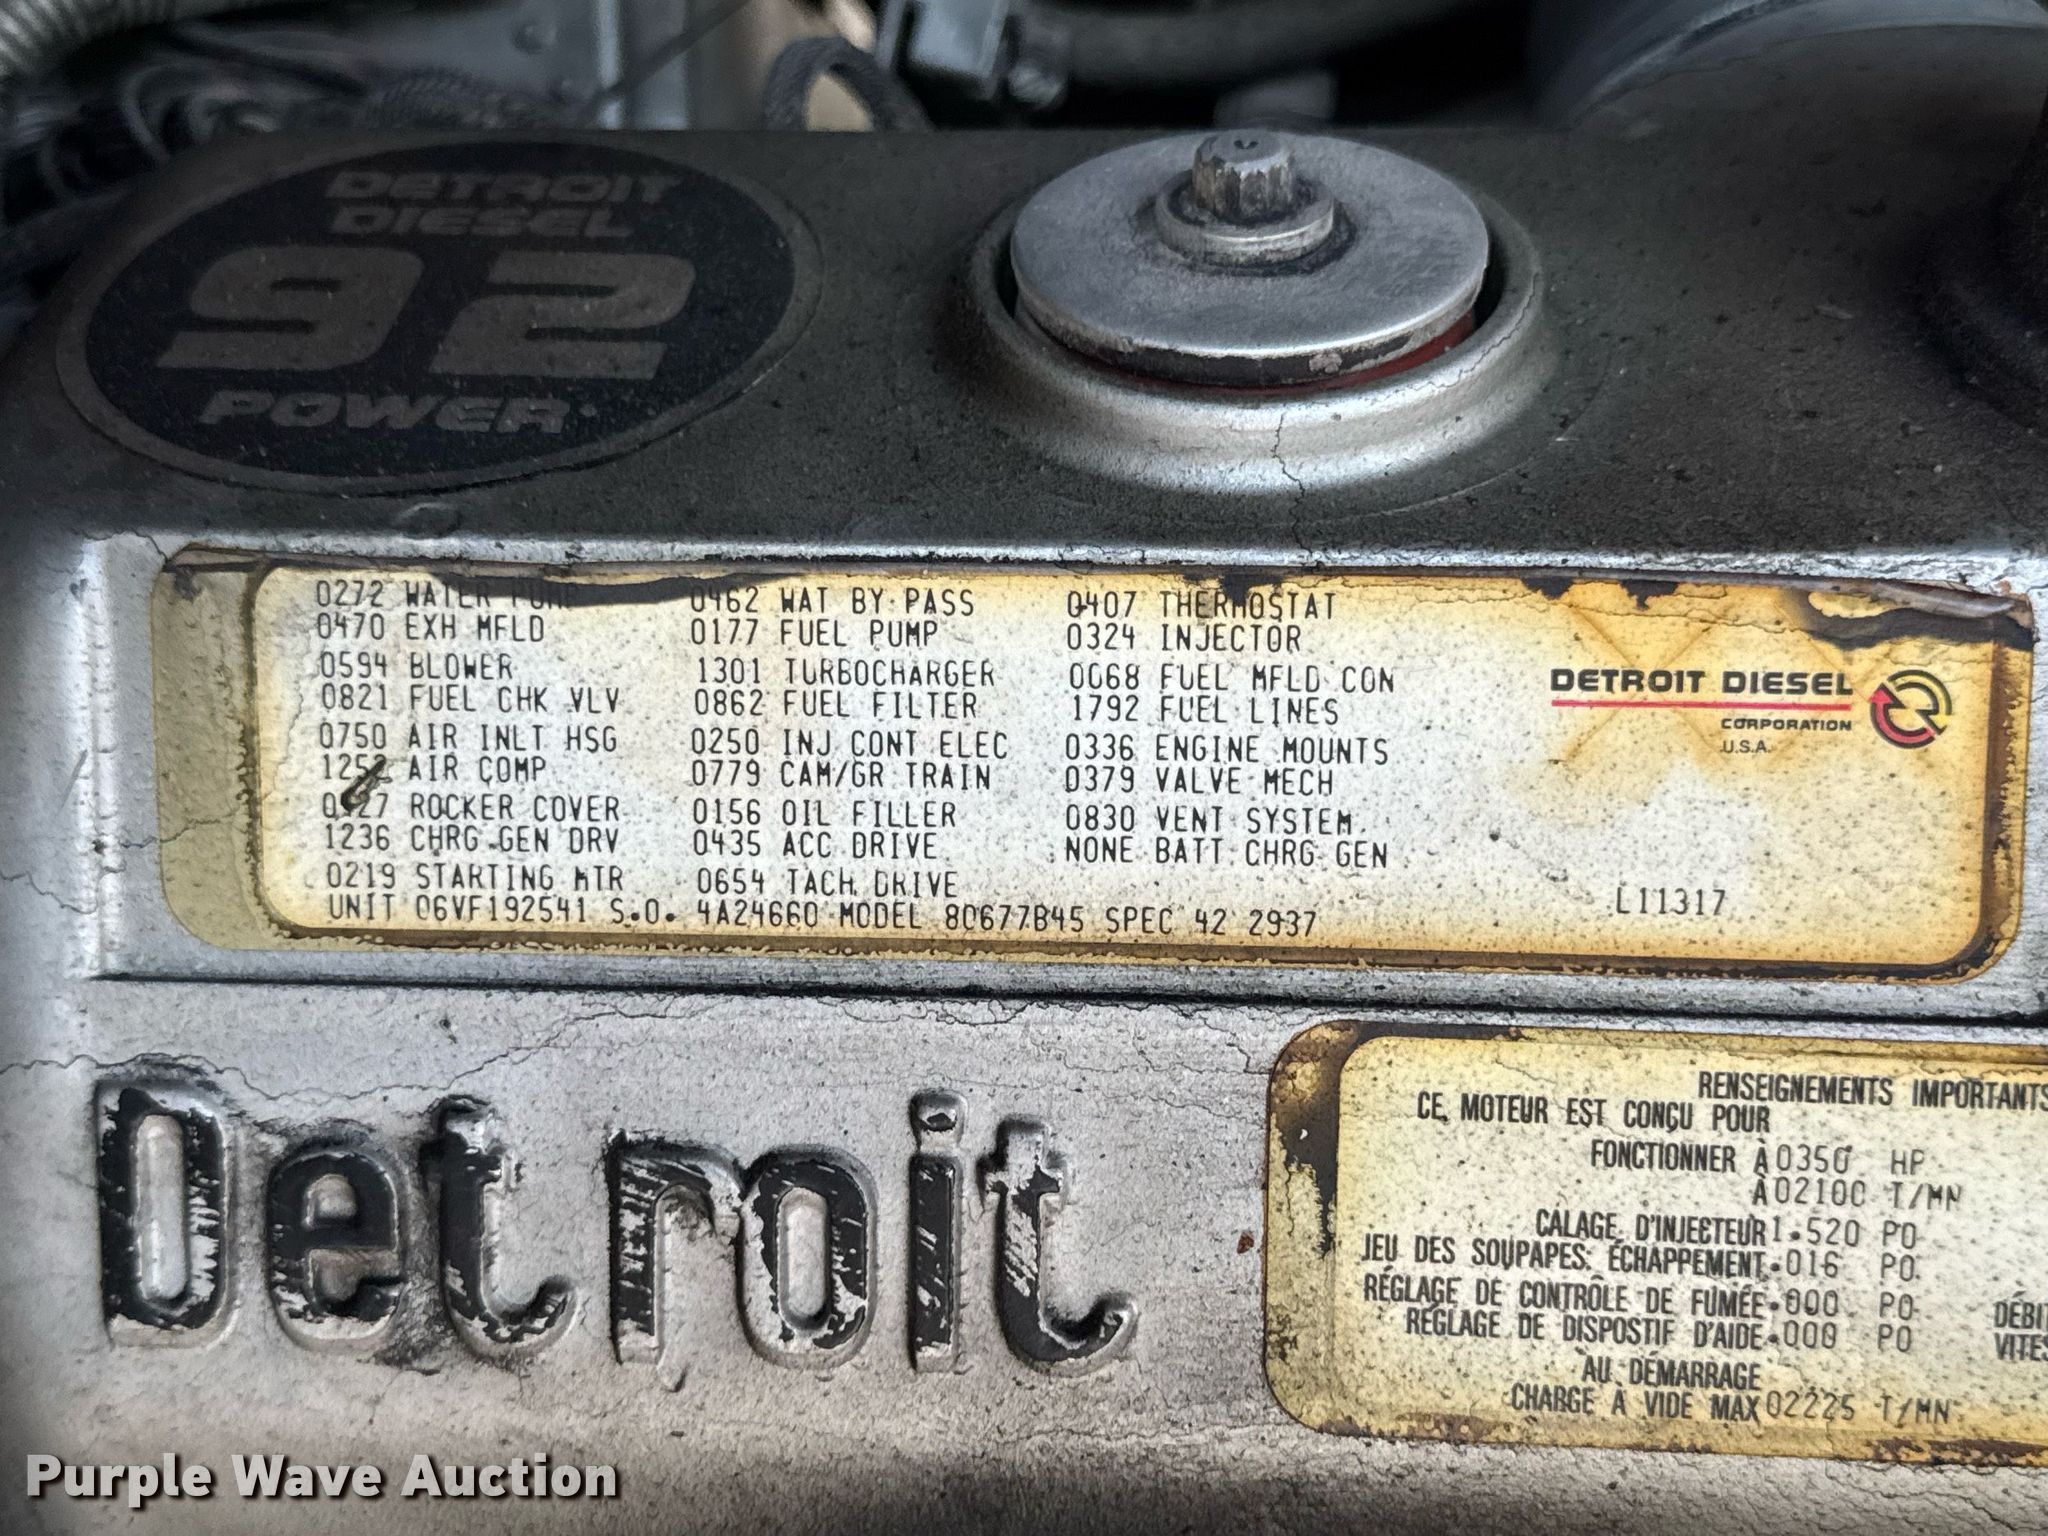 DETROIT
DIESEL
92
POWER
0272 WATER PUMP 0462 WAT BY-PASS 0407 THERMOSTAT
0470 EXH MFLD 0177 FUEL PUMP 0324 INJECTOR
0594 BLOWER 1301 TURBOCHARGER 0068 FUEL MFLD CON
0821 FUEL CHK VLV 0862 FUEL FILTER 1792 FUEL LINES
0750 AIR INLT HSG 0250 INJ CONT ELEC 0336 ENGINE MOUNTS
1252 AIR COMP 0779 CAM/GR TRAIN 0379 VALVE MECH
ROCKER COVER 0156 OIL FILLER 0830 VENT SYSTEM
1236 CHRG GEN DRV 0435 ACC DRIVE NONE BATT CHRG GEN
0219 STARTING MTR 0654 TACH DRIVE
UNIT 06VF192541 S.O. 4A24660 MODEL 80677B45 SPEC 42 2937
DETROIT DIESEL
CORPORATION
U.S.A.
L11317
Detroit
RENSEIGNEMENTS IMPORTANTS
CE MOTEUR EST CONÇU POUR
FONCTIONNER À 0350 HP
À 02100 T/MN
CALAGE D'INJECTEUR 1.520 PO
JEU DES SOUPAPES: ÉCHAPPEMENT .016 PO
RÉGLAGE DE CONTRÔLE DE FUMÉE .000 PO
RÉGLAGE DE DISPOSTIF D'AIDE .000 PO
AU DÉMARRAGE
CHARGE À VIDE MAX 02225 T/MN
DÉBIT
VITES
Purple Wave Auction